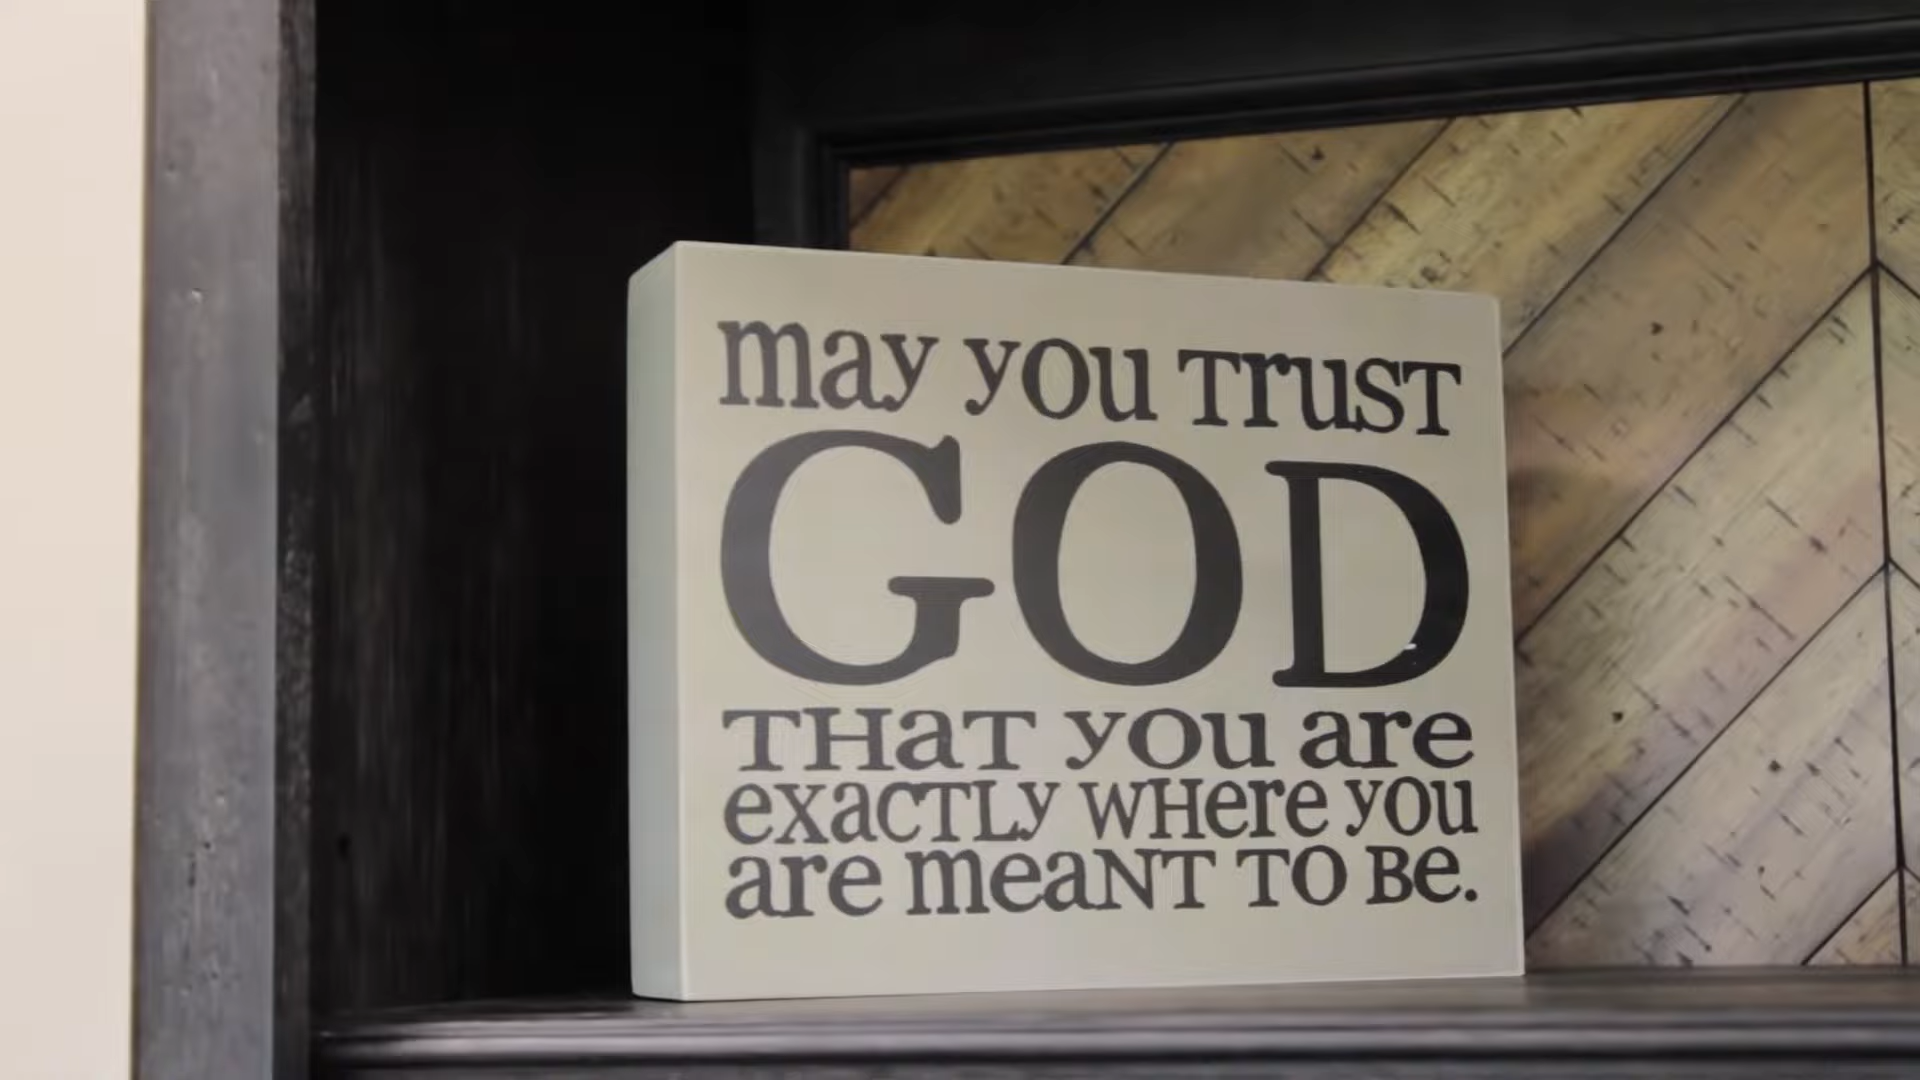 may you TrusT
GOD
THaT you are
exacTLy wHere you
are meaNT TO Be.